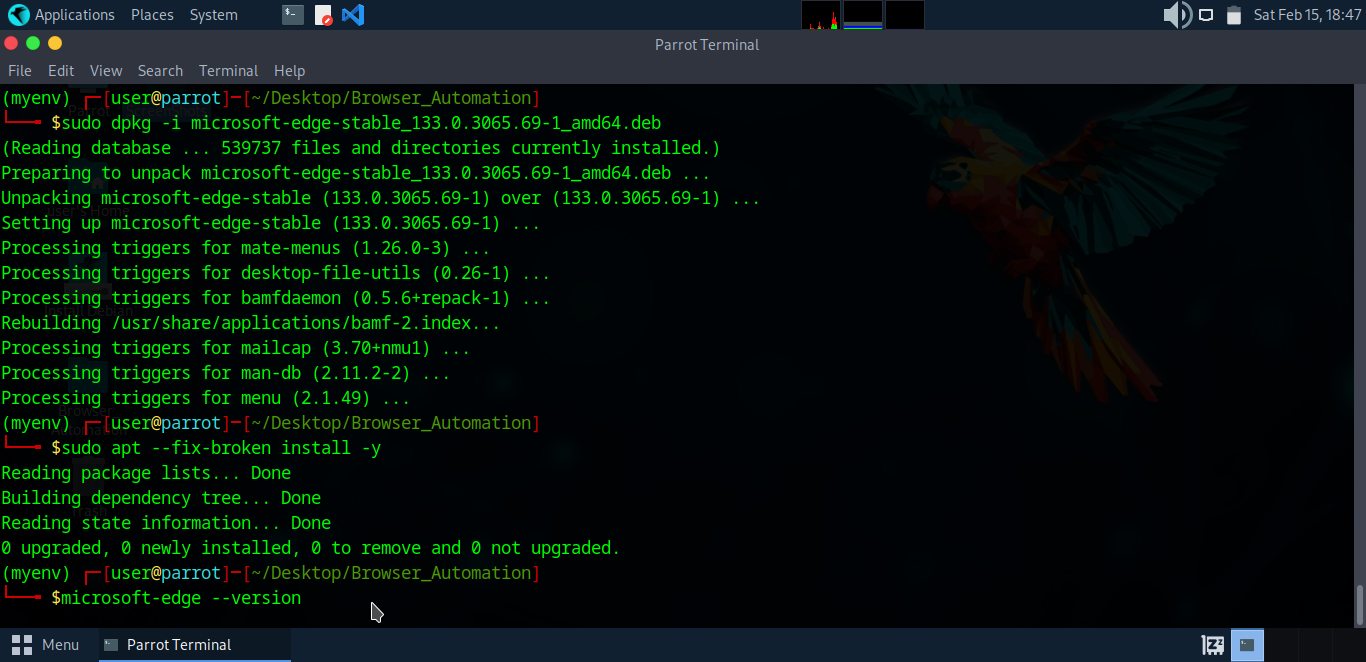 Applications Places System Sat Feb 15, 18:47
Parrot Terminal
File Edit View Search Terminal Help
(myenv) ┌─[user@parrot]─[~/Desktop/Browser_Automation]
└──╼ $sudo dpkg -i microsoft-edge-stable_133.0.3065.69-1_amd64.deb
(Reading database ... 539737 files and directories currently installed.)
Preparing to unpack microsoft-edge-stable_133.0.3065.69-1_amd64.deb ...
Unpacking microsoft-edge-stable (133.0.3065.69-1) over (133.0.3065.69-1) ...
Setting up microsoft-edge-stable (133.0.3065.69-1) ...
Processing triggers for mate-menus (1.26.0-3) ...
Processing triggers for desktop-file-utils (0.26-1) ...
Processing triggers for bamfdaemon (0.5.6+repack-1) ...
Rebuilding /usr/share/applications/bamf-2.index...
Processing triggers for mailcap (3.70+nmu1) ...
Processing triggers for man-db (2.11.2-2) ...
Processing triggers for menu (2.1.49) ...
(myenv) ┌─[user@parrot]─[~/Desktop/Browser_Automation]
└──╼ $sudo apt --fix-broken install -y
Reading package lists... Done
Building dependency tree... Done
Reading state information... Done
0 upgraded, 0 newly installed, 0 to remove and 0 not upgraded.
(myenv) ┌─[user@parrot]─[~/Desktop/Browser_Automation]
└──╼ $microsoft-edge --version
Menu Parrot Terminal